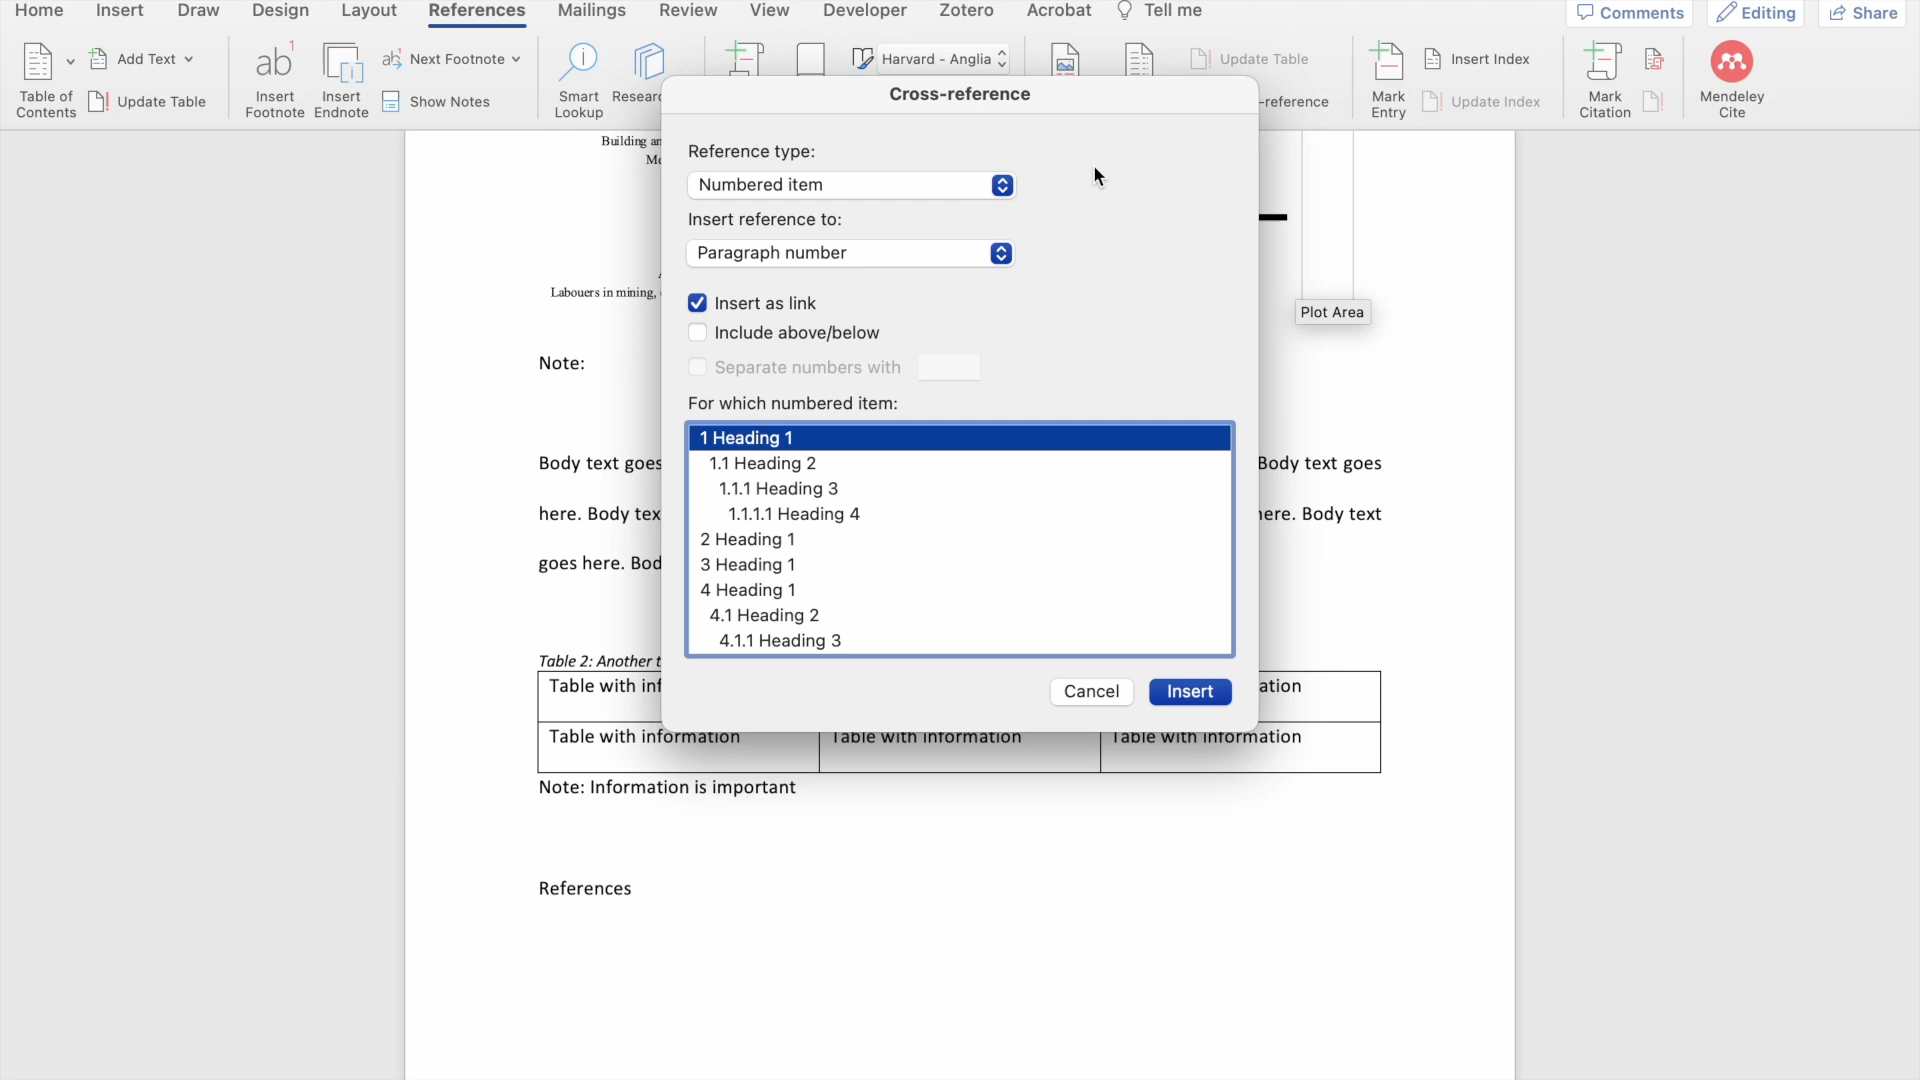 Home Insert Draw Design Layout References Mailings Review View Developer Zotero Acrobat Tell me Comments Editing Share
Table of Contents
Add Text
Update Table
ab1
Insert Footnote
Insert Endnote
ab Next Footnote
Show Notes
Smart Lookup
Harvard - Anglia
Update Table
-reference
Mark Entry
Insert Index
Update Index
Mark Citation
Mendeley Cite
Cross-reference
Reference type:
Numbered item
Insert reference to:
Paragraph number
Insert as link
Include above/below
Separate numbers with
For which numbered item:
1 Heading 1
1.1 Heading 2
1.1.1 Heading 3
1.1.1.1 Heading 4
2 Heading 1
3 Heading 1
4 Heading 1
4.1 Heading 2
4.1.1 Heading 3
Cancel Insert
Building
Labouers in mining,
Plot Area
Note:
Body text goes Body text goes
here. Body Body text
goes here.
Table 2: Another
Table with
Table with information Table with information Table with information
Note: Information is important
References